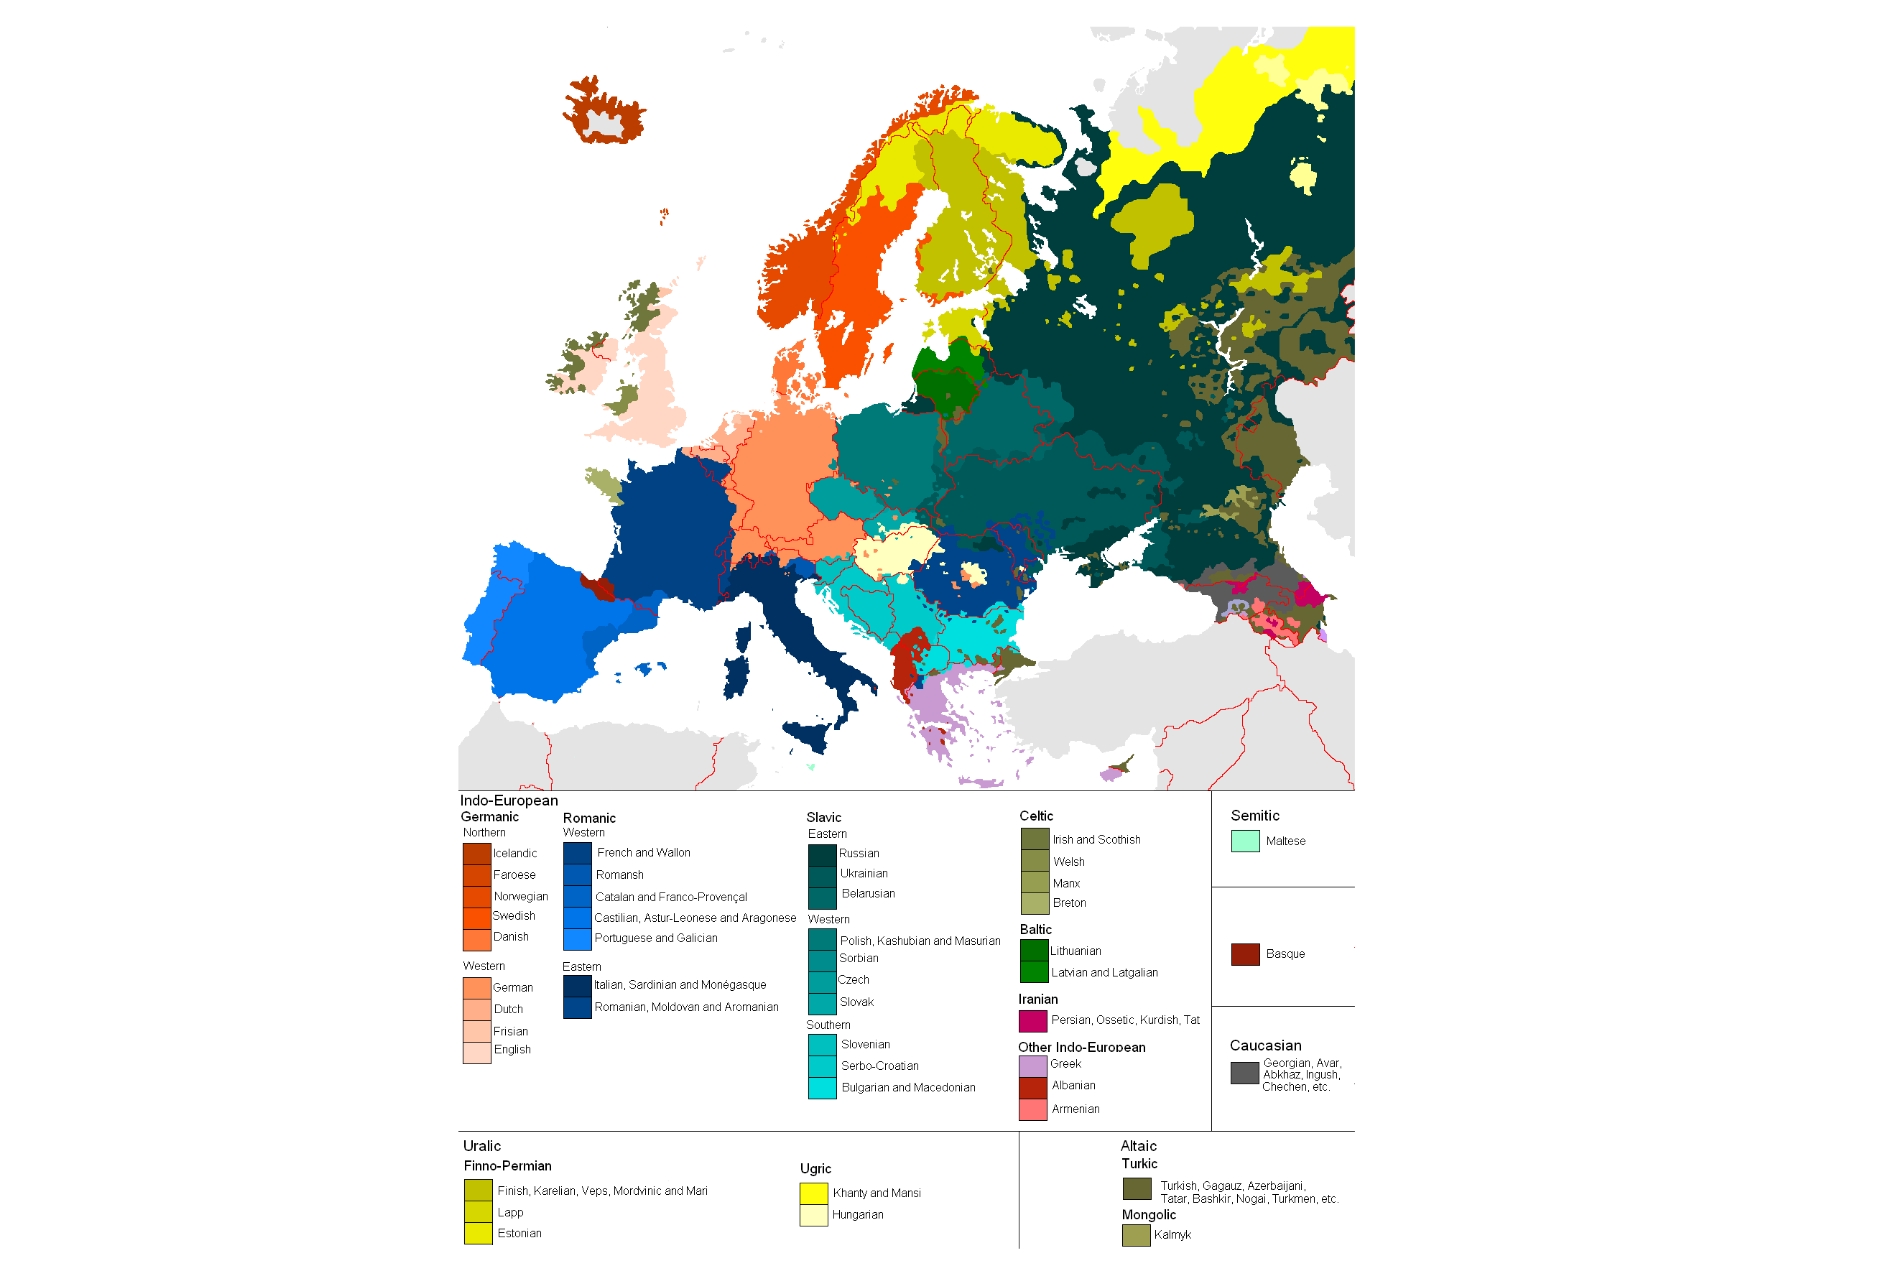 Indo-European
Germanic
Northern
Icelandic
Faroese
Norwegian
Swedish
Danish
Western
German
Dutch
Frisian
English
Romanic
Western
French and Wallon
Romansh
Catalan and Franco-Provençal
Castilian, Astur-Leonese and Aragonese
Portuguese and Galician
Eastern
Italian, Sardinian and Monégasque
Romanian, Moldovan and Aromanian
Slavic
Eastern
Russian
Ukrainian
Belarusian
Western
Polish, Kashubian and Masurian
Sorbian
Czech
Slovak
Southern
Slovenian
Serbo-Croatian
Bulgarian and Macedonian
Celtic
Irish and Scothish
Welsh
Manx
Breton
Baltic
Lithuanian
Latvian and Latgalian
Iranian
Persian, Ossetic, Kurdish, Tat
Other Indo-European
Greek
Albanian
Armenian
Semitic
Maltese
Basque
Caucasian
Georgian, Avar,
Abkhaz, Ingush,
Chechen, etc.
Uralic
Finno-Permian
Finish, Karelian, Veps, Mordvinic and Mari
Lapp
Estonian
Ugric
Khanty and Mansi
Hungarian
Altaic
Turkic
Turkish, Gagauz, Azerbaijani,
Tatar, Bashkir, Nogai, Turkmen, etc.
Mongolic
Kalmyk